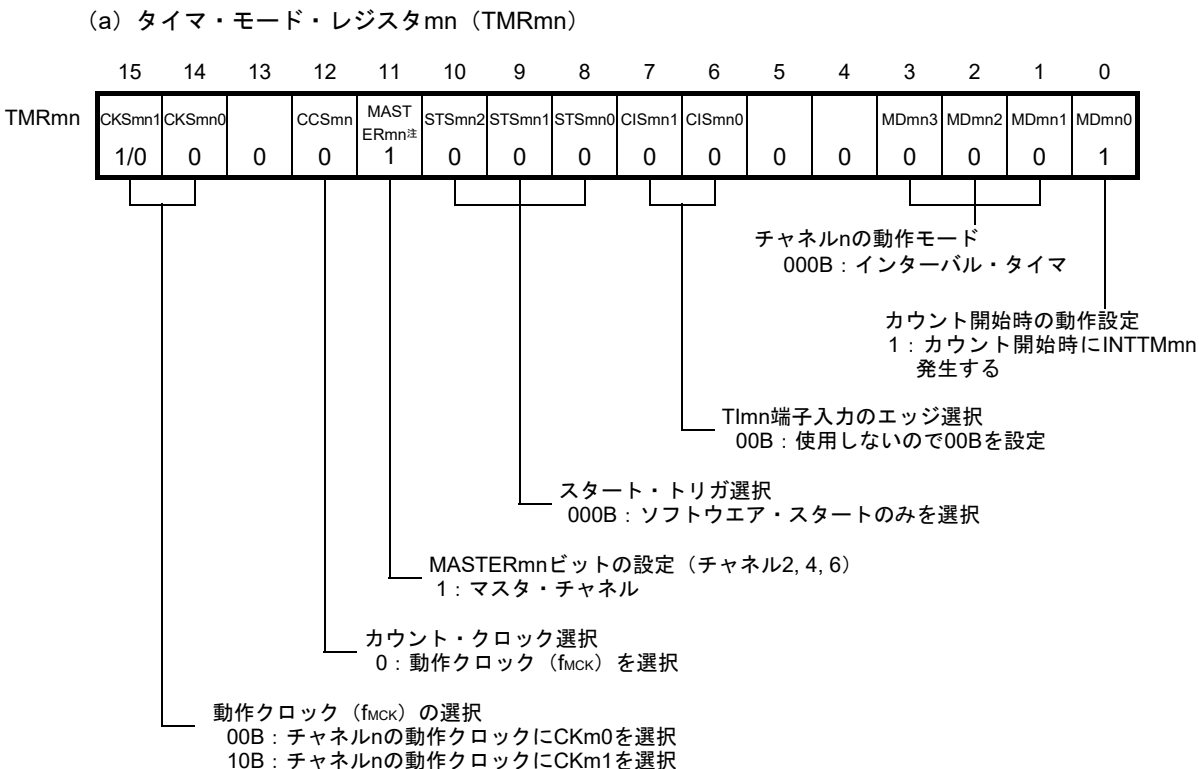 （a）タイマ・モード・レジスタmn（TMRmn）
15 14 13 12 11 10 9 8 7 6 5 4 3 2 1 0
TMRmn CKSmn1 CKSmn0 CCSmn MAST STSmn2 STSmn1 STSmn0 CISmn1 CISmn0 MDmn3 MDmn2 MDmn1 MDmn0
ERmn注
1/0 0 0 0 1 0 0 0 0 0 0 0 0 0 0 1
チャネルnの動作モード
000B：インターバル・タイマ
カウント開始時の動作設定
1：カウント開始時にINTTMmn
発生する
TImn端子入力のエッジ選択
00B：使用しないので00Bを設定
スタート・トリガ選択
000B：ソフトウエア・スタートのみを選択
MASTERmnビットの設定（チャネル2, 4, 6）
1：マスタ・チャネル
カウント・クロック選択
0：動作クロック（fMCK）を選択
動作クロック（fMCK）の選択
00B：チャネルnの動作クロックにCKm0を選択
10B：チャネルnの動作クロックにCKm1を選択